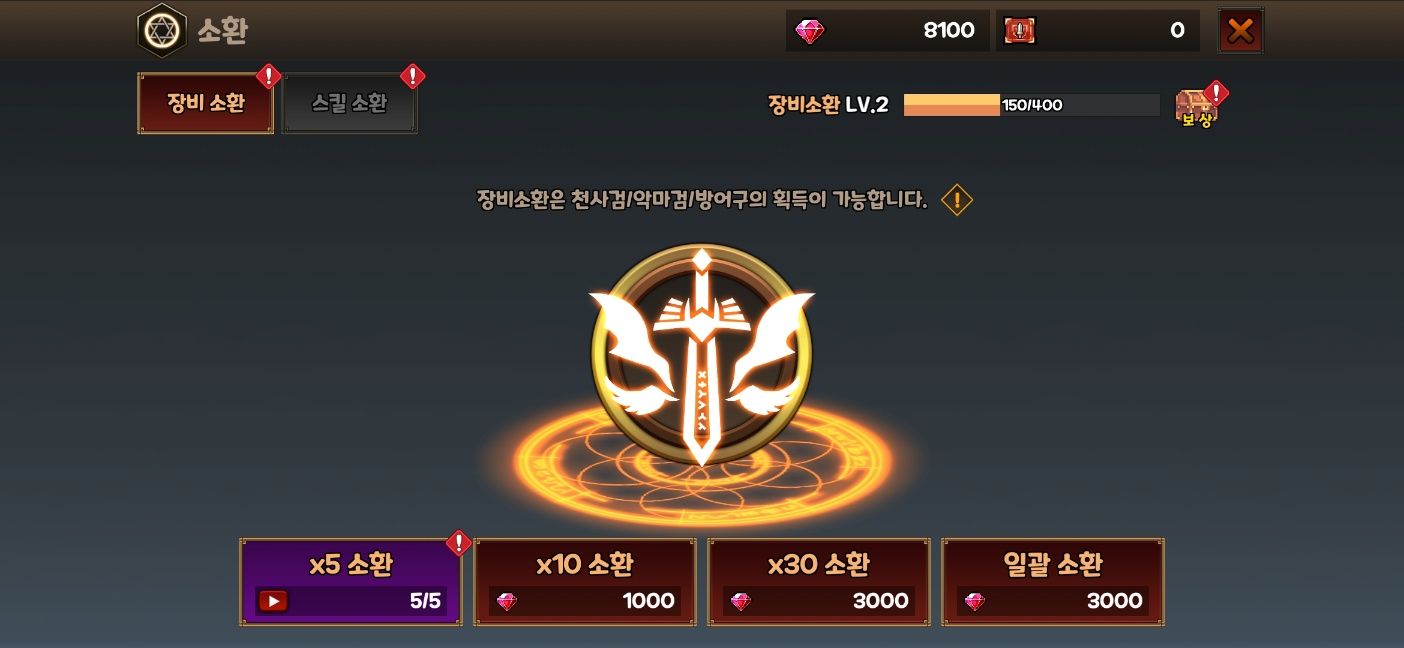 소환
8100
0
장비 소환
스킬 소환
장비소환 LV.2
150/400
보상
장비소환은 천사검/악마검/방어구의 획득이 가능합니다.
x5 소환
5/5
x10 소환
1000
x30 소환
3000
일괄 소환
3000